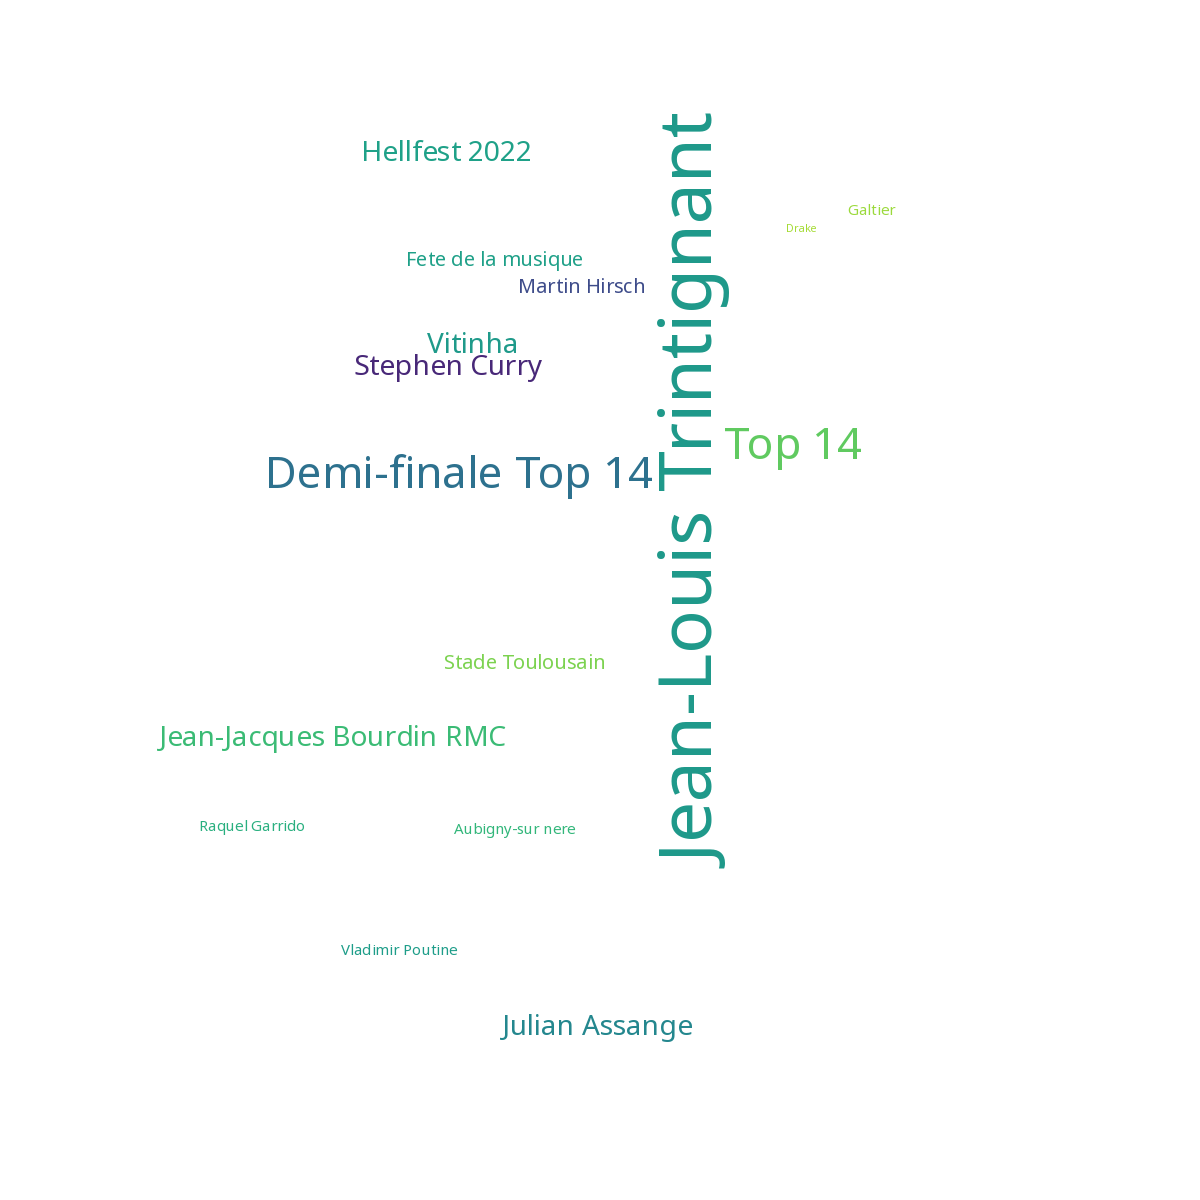 Hellfest 2022
Galtier
Drake
Fete de la musique
Martin Hirsch
Vitinha
Stephen Curry
Jean-Louis Trintignant
Top 14
Demi-finale Top 14
Stade Toulousain
Jean-Jacques Bourdin RMC
Raquel Garrido
Aubigny-sur nere
Vladimir Poutine
Julian Assange